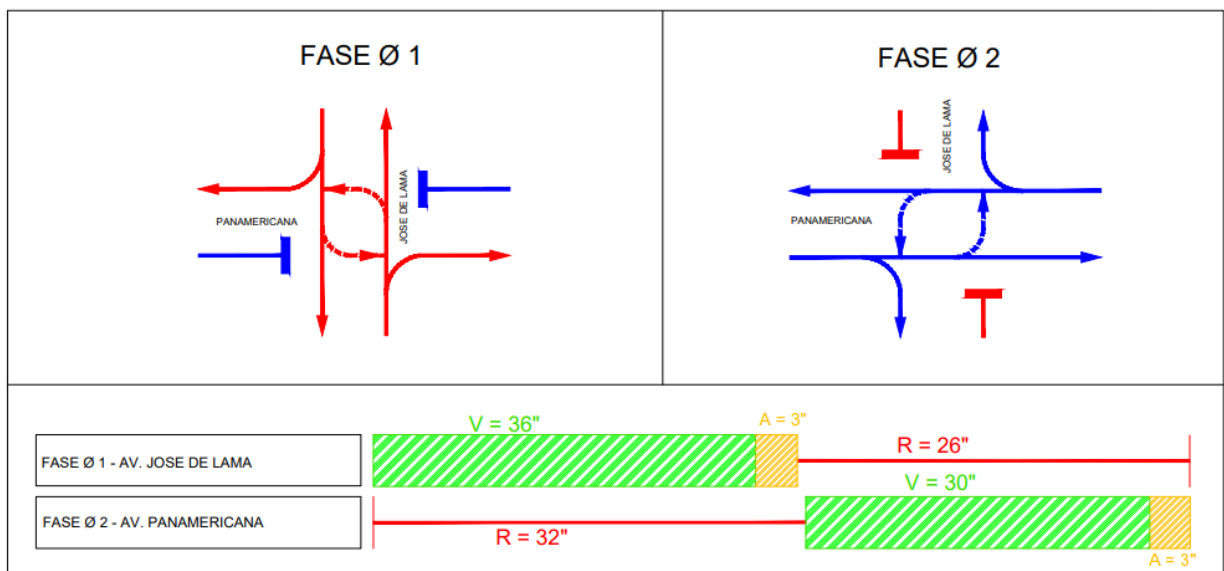 FASE Ø 1
FASE Ø 2
PANAMERICANA
JOSE DE LAMA
PANAMERICANA
JOSE DE LAMA
V = 36"
A = 3"
FASE Ø 1 - AV. JOSE DE LAMA
R = 26"
V = 30"
FASE Ø 2 - AV. PANAMERICANA
R = 32"
A = 3"